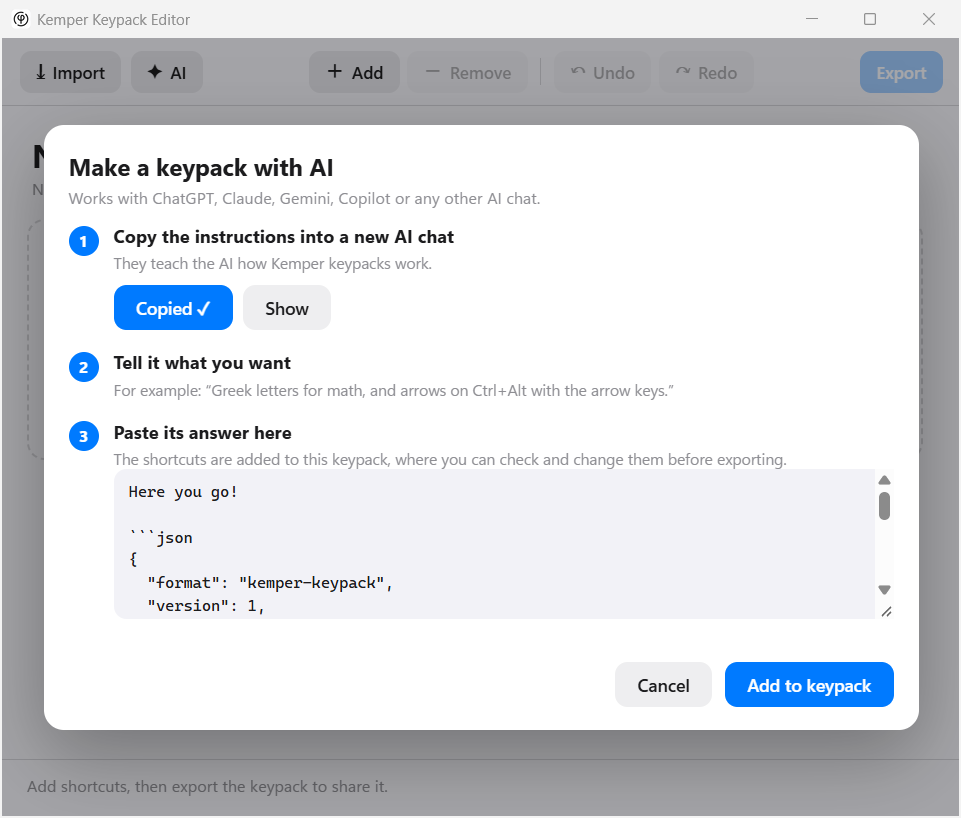 Kemper Keypack Editor
Import AI Add Remove Undo Redo Export
N
N
Make a keypack with AI
Works with ChatGPT, Claude, Gemini, Copilot or any other AI chat.
1 Copy the instructions into a new AI chat
They teach the AI how Kemper keypacks work.
Copied ✓ Show
2 Tell it what you want
For example: “Greek letters for math, and arrows on Ctrl+Alt with the arrow keys.”
3 Paste its answer here
The shortcuts are added to this keypack, where you can check and change them before exporting.
Here you go!
```json
{
"format": "kemper-keypack",
"version": 1,
Cancel Add to keypack
Add shortcuts, then export the keypack to share it.